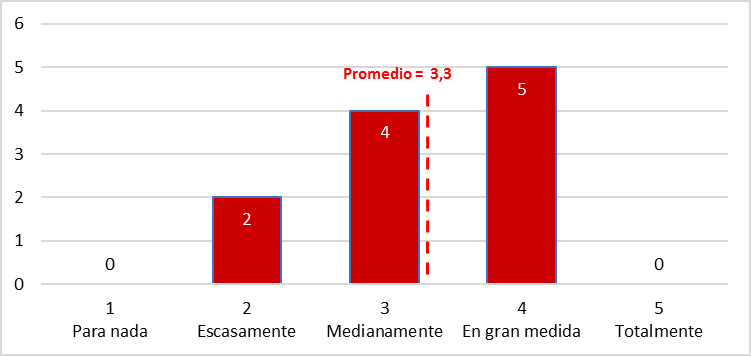 6
5
4
3
2
1
0
Promedio = 3,3
0
2
4
5
0
1
Para nada
2
Escasamente
3
Medianamente
4
En gran medida
5
Totalmente